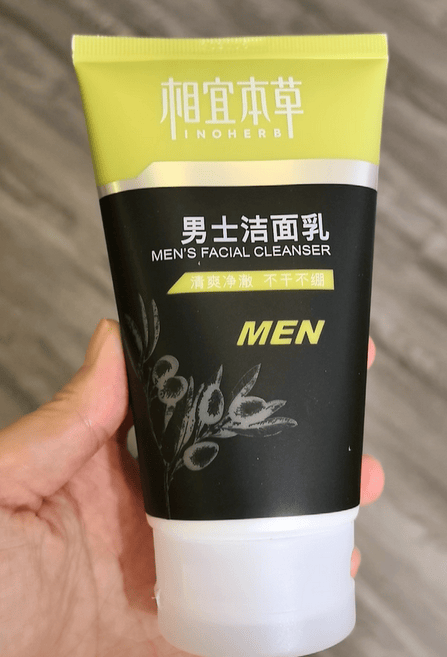 相宜本草
INOHERB
男士洁面乳
MEN'S FACIAL CLEANSER
清爽净澈 不干不绷
MEN